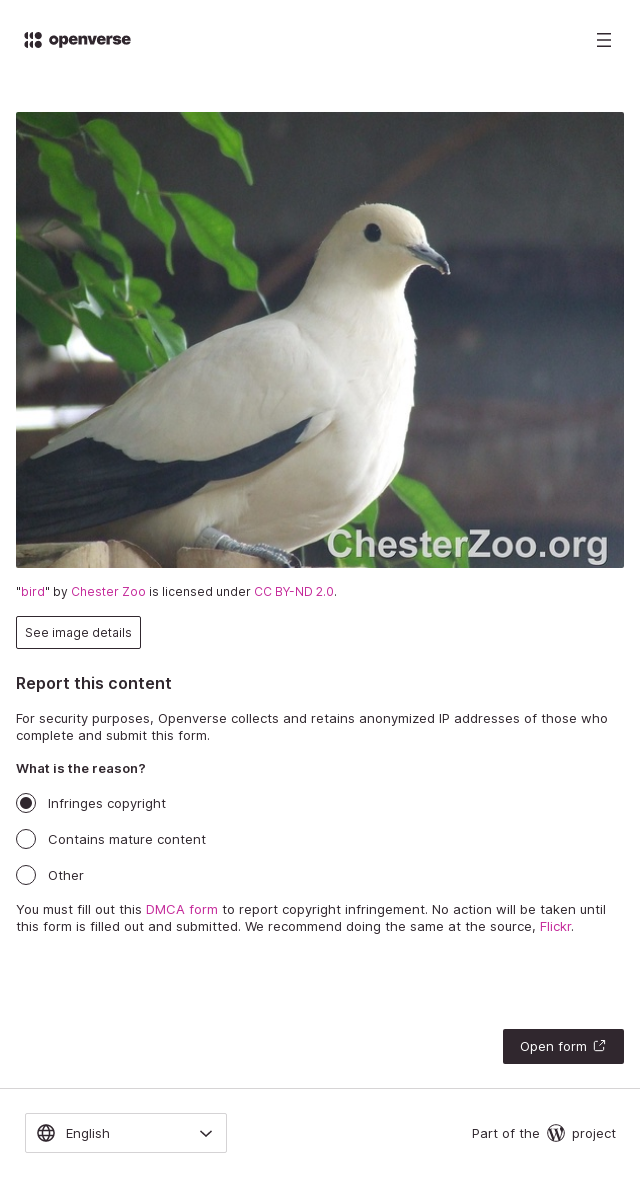 openverse
ChesterZoo.org
"bird" by Chester Zoo is licensed under CC BY-ND 2.0.
See image details
Report this content
For security purposes, Openverse collects and retains anonymized IP addresses of those who
complete and submit this form.
What is the reason?
Infringes copyright
Contains mature content
Other
You must fill out this DMCA form to report copyright infringement. No action will be taken until
this form is filled out and submitted. We recommend doing the same at the source, Flickr.
Open form
English
Part of the project